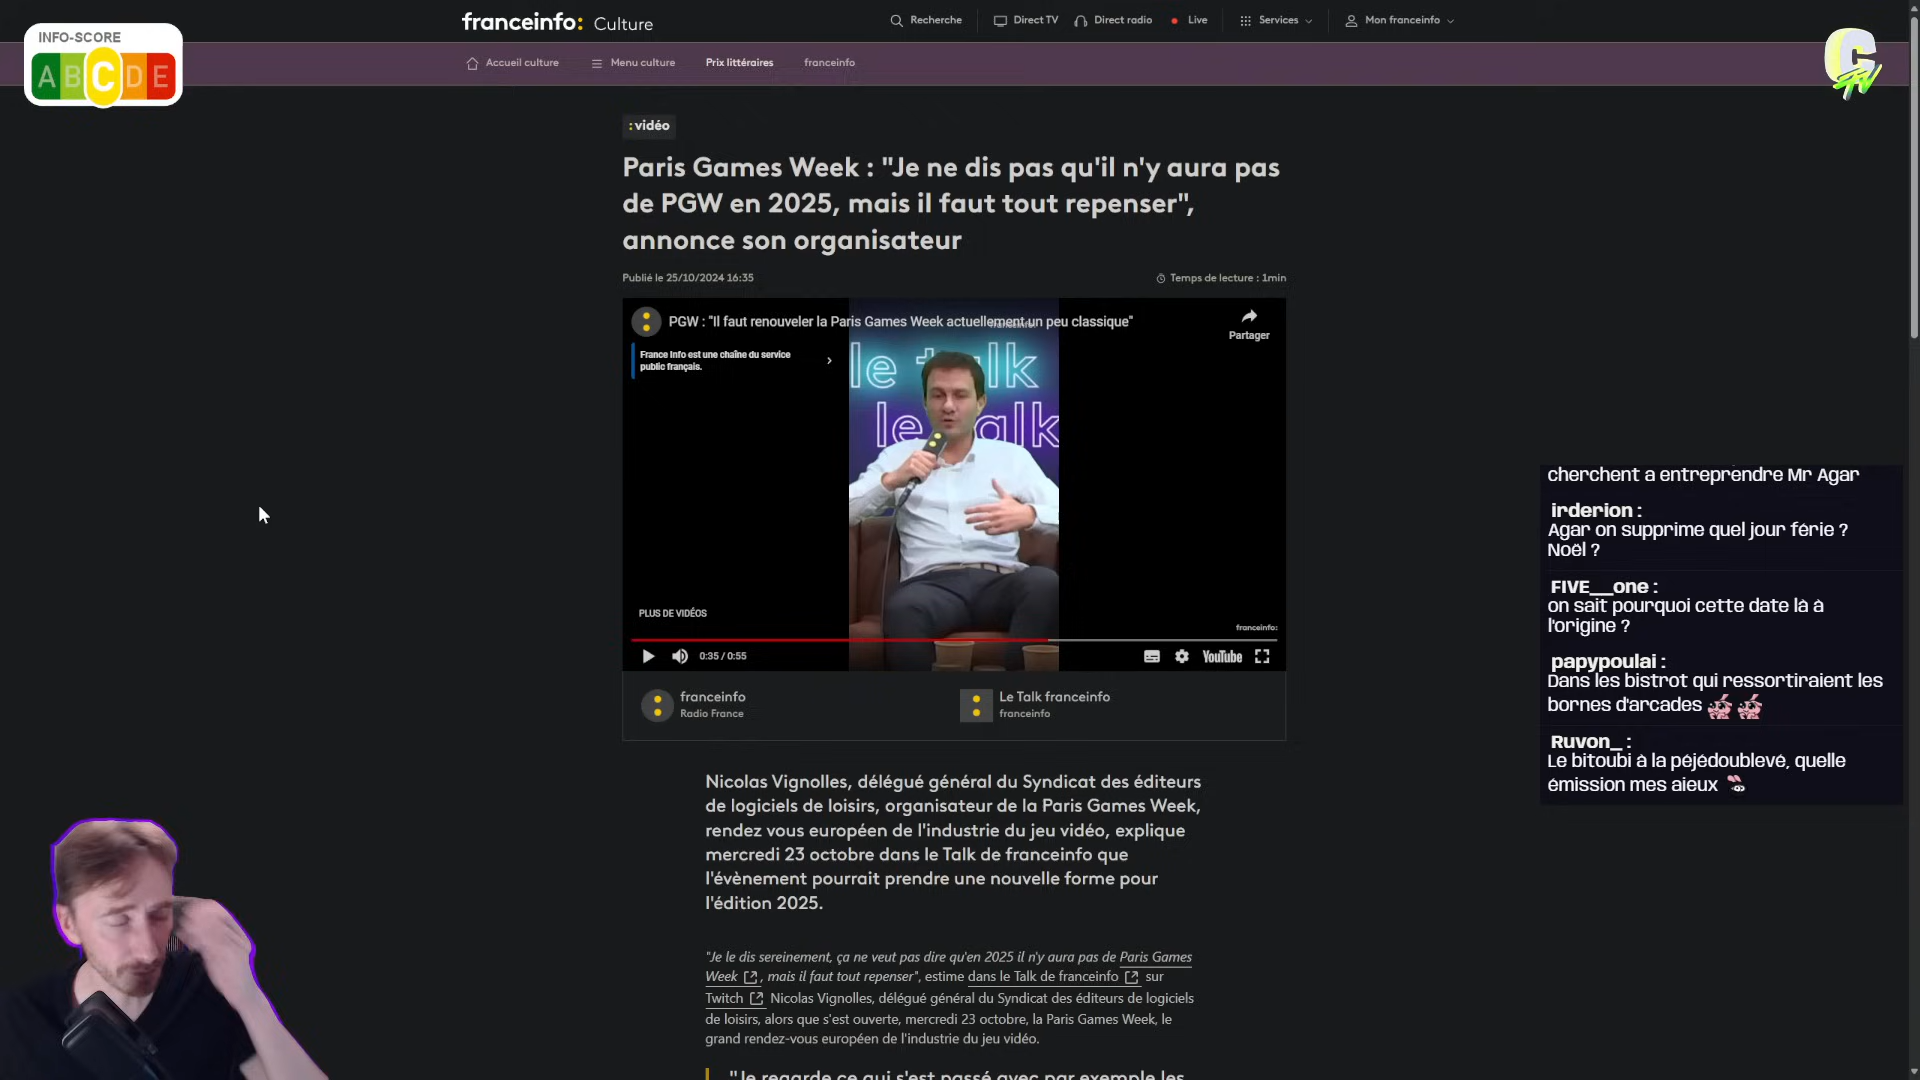 INFO-SCORE
A B C D E
franceinfo: Culture
Recherche
Direct TV
Direct radio
Live
Services
Mon franceinfo
Accueil culture
Menu culture
Prix littéraires
franceinfo
:vidéo
Paris Games Week : "Je ne dis pas qu'il n'y aura pas
de PGW en 2025, mais il faut tout repenser",
annonce son organisateur
Publié le 25/10/2024 16:35
Temps de lecture : 1min
PGW : "Il faut renouveler la Paris Games Week actuellement un peu classique"
Partager
France Info est une chaîne du service
public français.
le talk
le talk
PLUS DE VIDÉOS
franceinfo:
0:35 / 0:55
YouTube
franceinfo
Radio France
Le Talk franceinfo
franceinfo
Nicolas Vignolles, délégué général du Syndicat des éditeurs
de logiciels de loisirs, organisateur de la Paris Games Week,
rendez vous européen de l'industrie du jeu vidéo, explique
mercredi 23 octobre dans le Talk de franceinfo que
l'évènement pourrait prendre une nouvelle forme pour
l'édition 2025.
"Je le dis sereinement, ça ne veut pas dire qu'en 2025 il n'y aura pas de Paris Games
Week, mais il faut tout repenser", estime dans le Talk de franceinfo sur
Twitch Nicolas Vignolles, délégué général du Syndicat des éditeurs de logiciels
de loisirs, alors que s'est ouverte, mercredi 23 octobre, la Paris Games Week, le
grand rendez-vous européen de l'industrie du jeu vidéo.
"Je regarde ce qui s'est passé avec par exemple les
C TV
cherchent a entreprendre Mr Agar
irderion :
Agar on supprime quel jour férie ?
Noël ?
FIVE__one :
on sait pourquoi cette date là à
l'origine ?
papypoulai :
Dans les bistrot qui ressortiraient les
bornes d'arcades
Ruvon_ :
Le bitoubi à la péjédoublevé, quelle
émission mes aieux